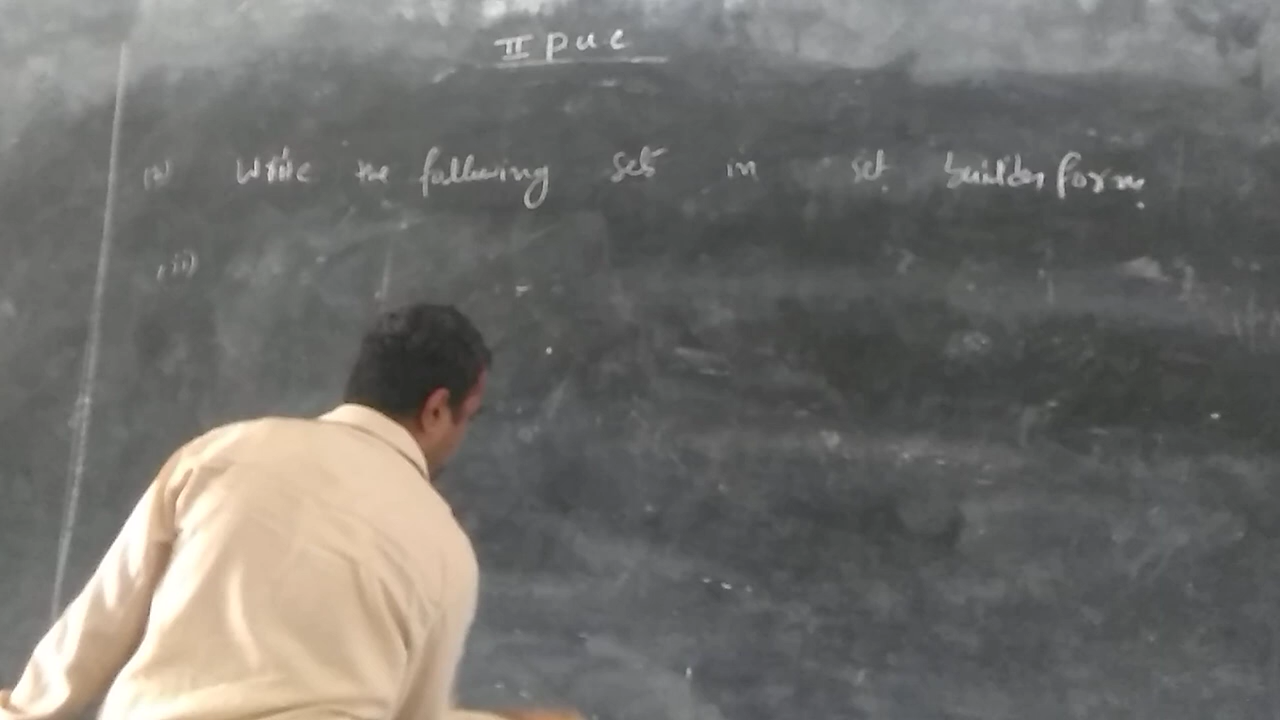 II PUC
Write the following set in set builder form.
ii)